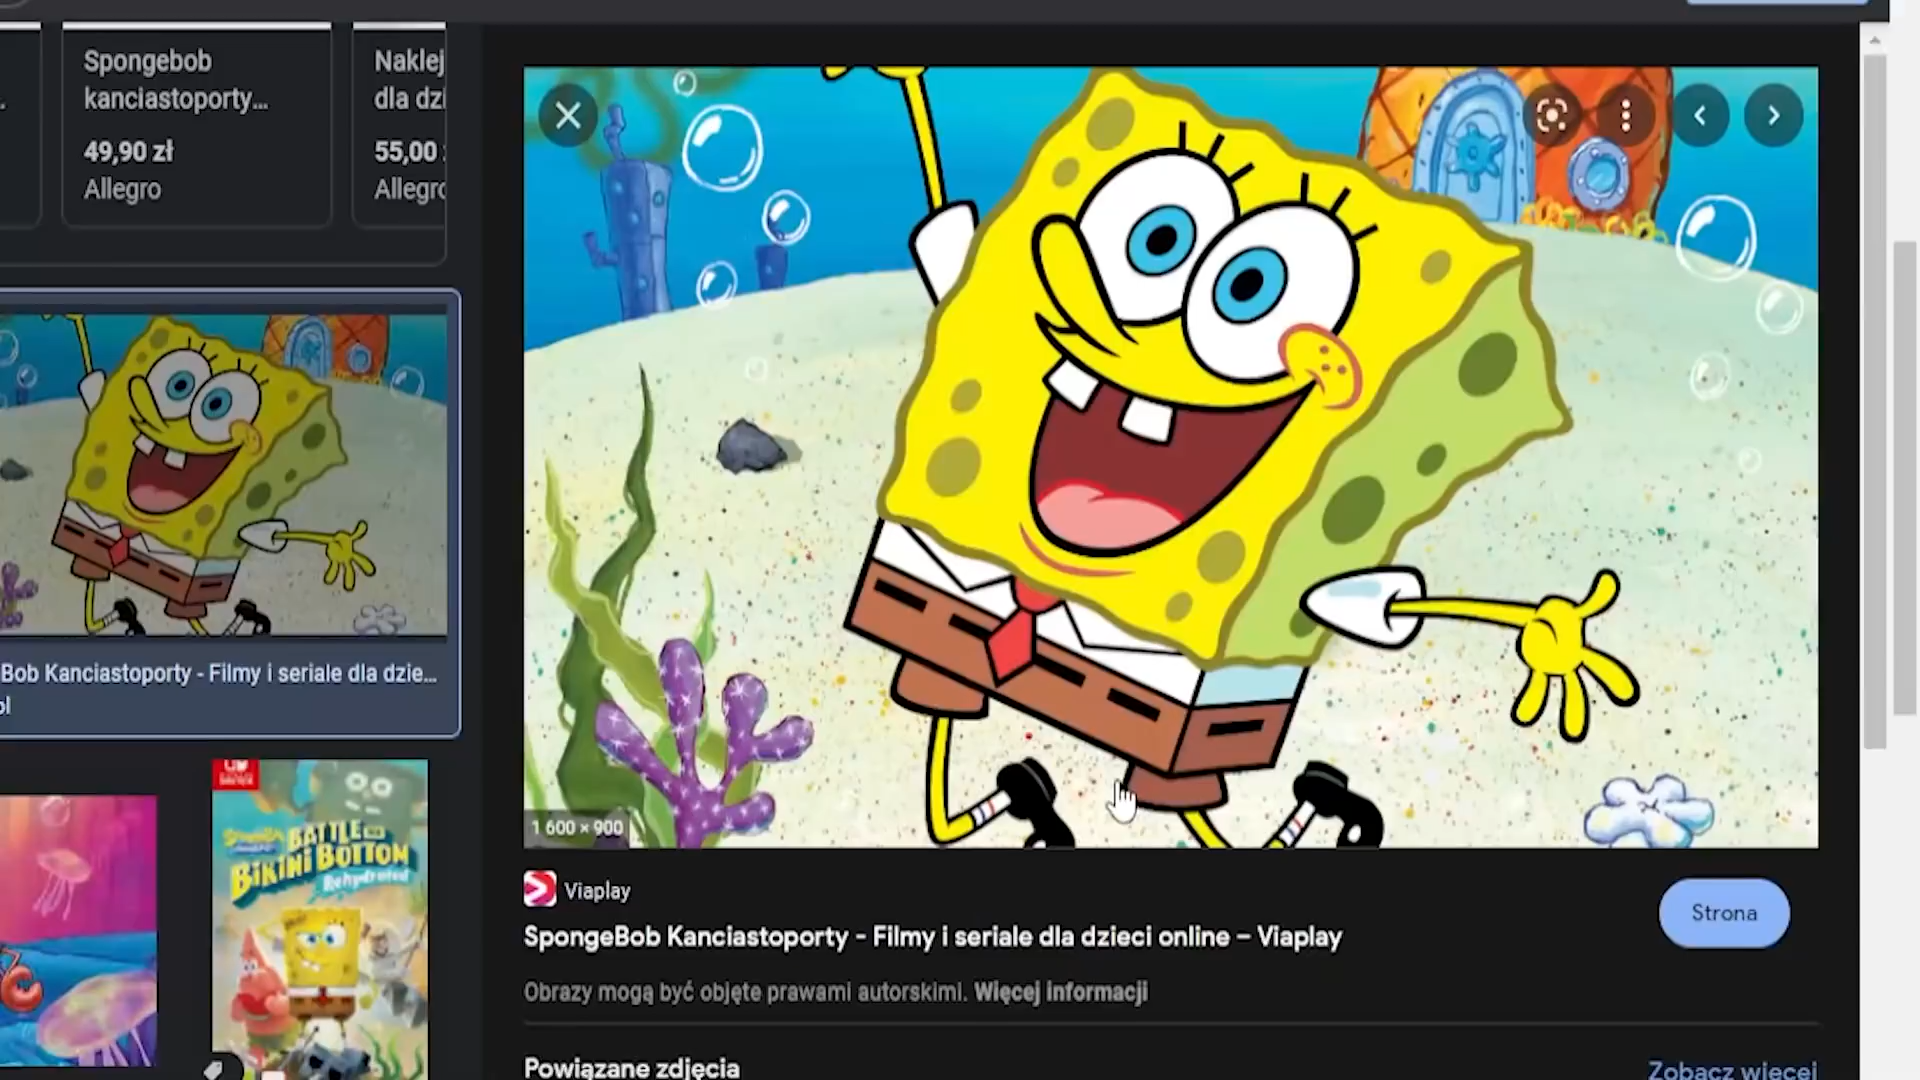 Spongebob
kanciastoporty...
49,90 zł
Allegro
Naklej
dla dzi
55,00
Allegro
Bob Kanciastoporty - Filmy i seriale dla dzie...
pl
BATTLE FOR
BIKINI BOTTOM
Rehydrated
1 600 × 900
Viaplay
SpongeBob Kanciastoporty - Filmy i seriale dla dzieci online – Viaplay
Strona
Obrazy mogą być objęte prawami autorskimi. Więcej informacji
Powiązane zdjęcia
Zobacz więcej